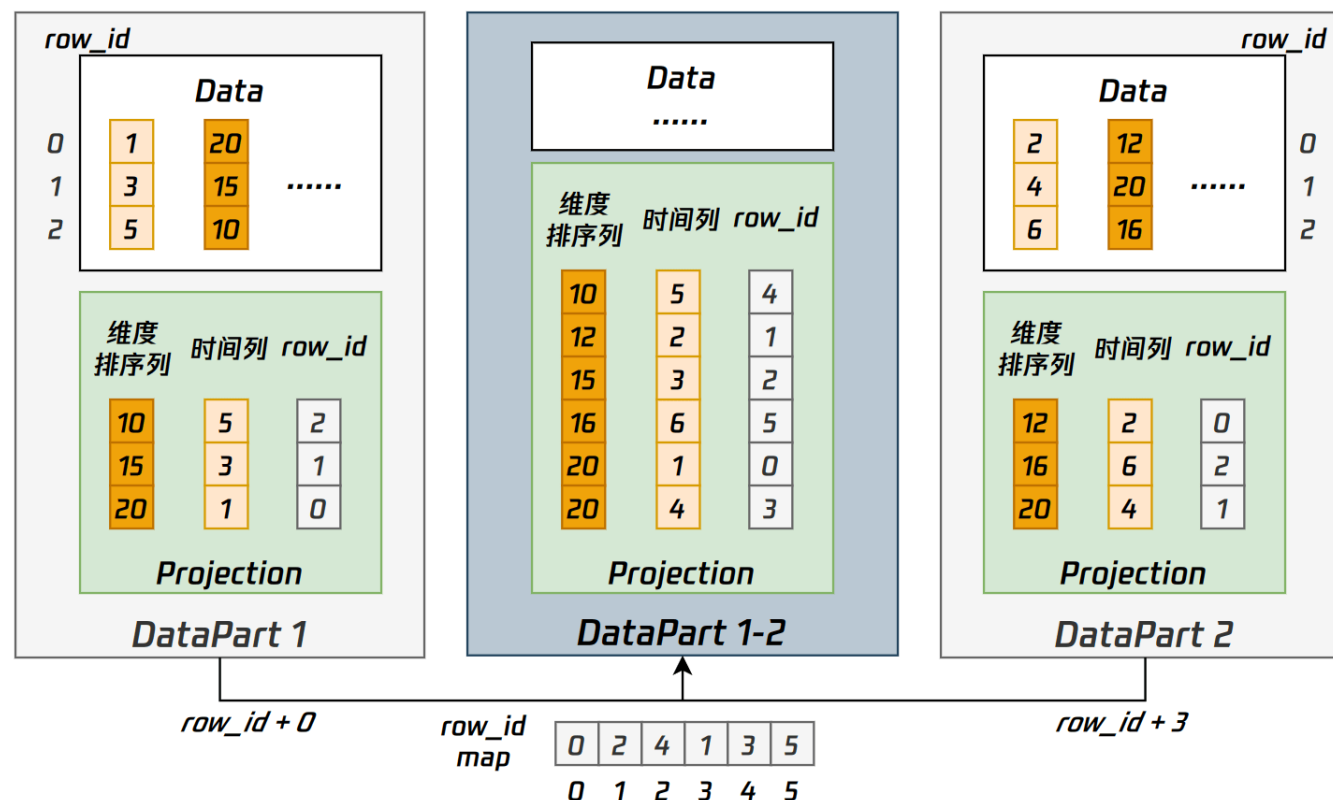 row_id
Data
0 1 20
1 3 15 ······
2 5 10
维度
排序列 时间列 row_id
10 5 2
15 3 1
20 1 0
Projection
DataPart 1
Data
······
维度
排序列 时间列 row_id
10 5 4
12 2 1
15 3 2
16 6 5
20 1 0
20 4 3
Projection
DataPart 1-2
row_id
Data
2 12 0
4 20 ······ 1
6 16 2
维度
排序列 时间列 row_id
12 2 0
16 6 2
20 4 1
Projection
DataPart 2
row_id + 0
row_id
map
0 2 4 1 3 5
0 1 2 3 4 5
row_id + 3